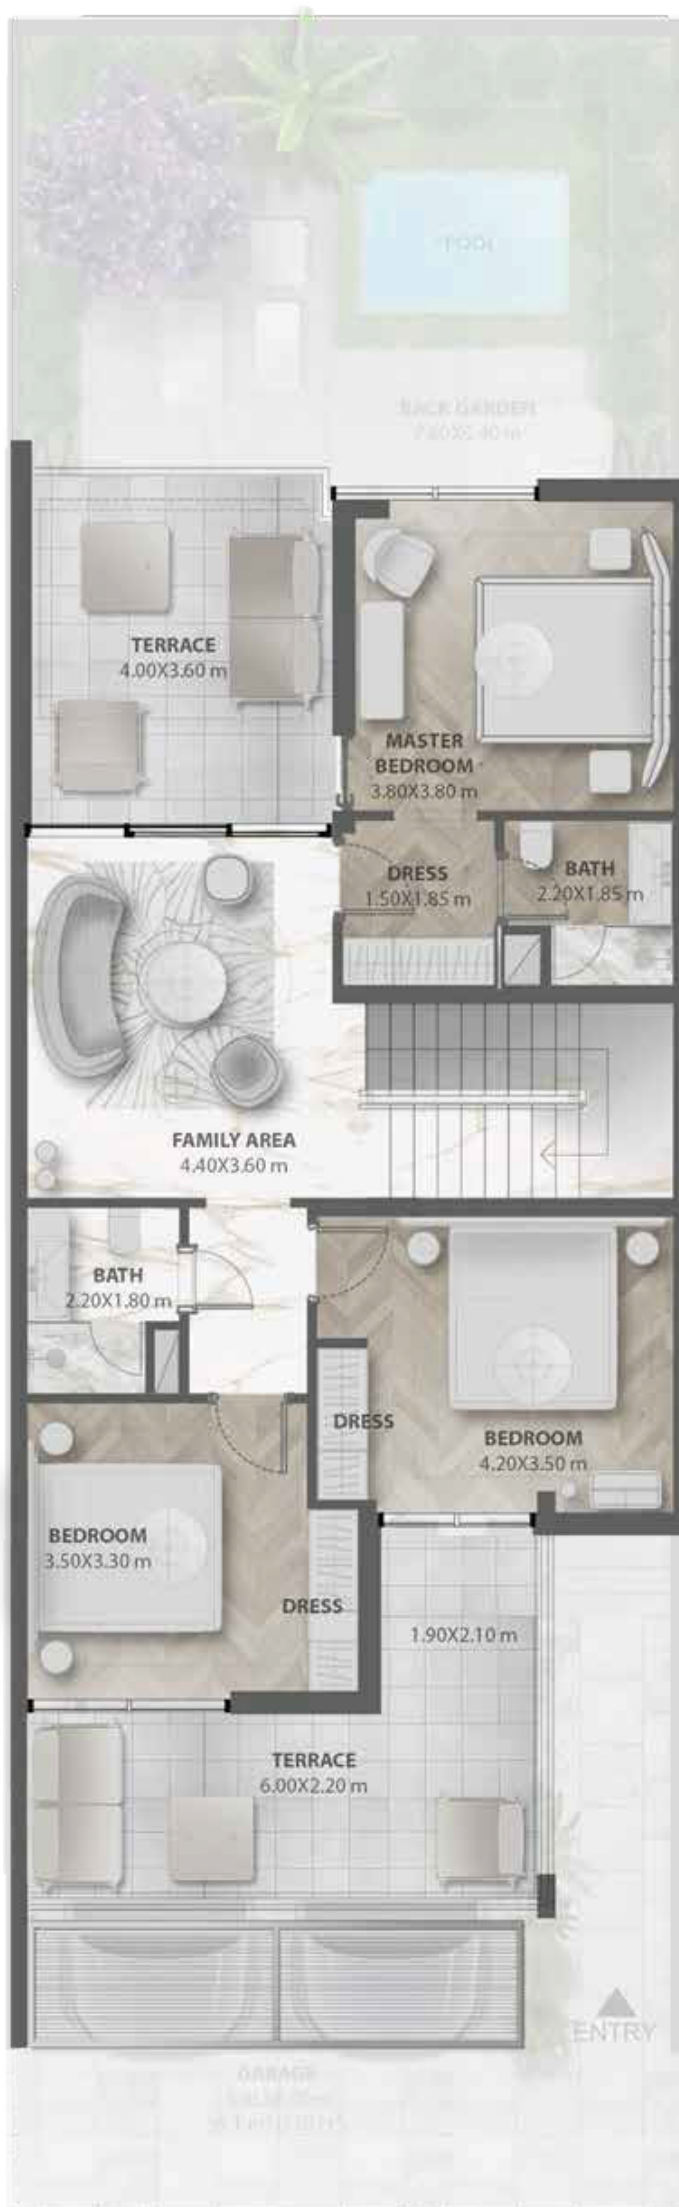 POOL
BACK GARDEN
TERRACE
4.00X3.60 m
MASTER
BEDROOM
3.80X3.80 m
DRESS
1.50X1.85 m
BATH
2.20X1.85 m
FAMILY AREA
4.40X3.60 m
BATH
2.20X1.80 m
DRESS
BEDROOM
4.20X3.50 m
BEDROOM
3.50X3.30 m
DRESS
1.90X2.10 m
TERRACE
6.00X2.20 m
ENTRY
GARAGE